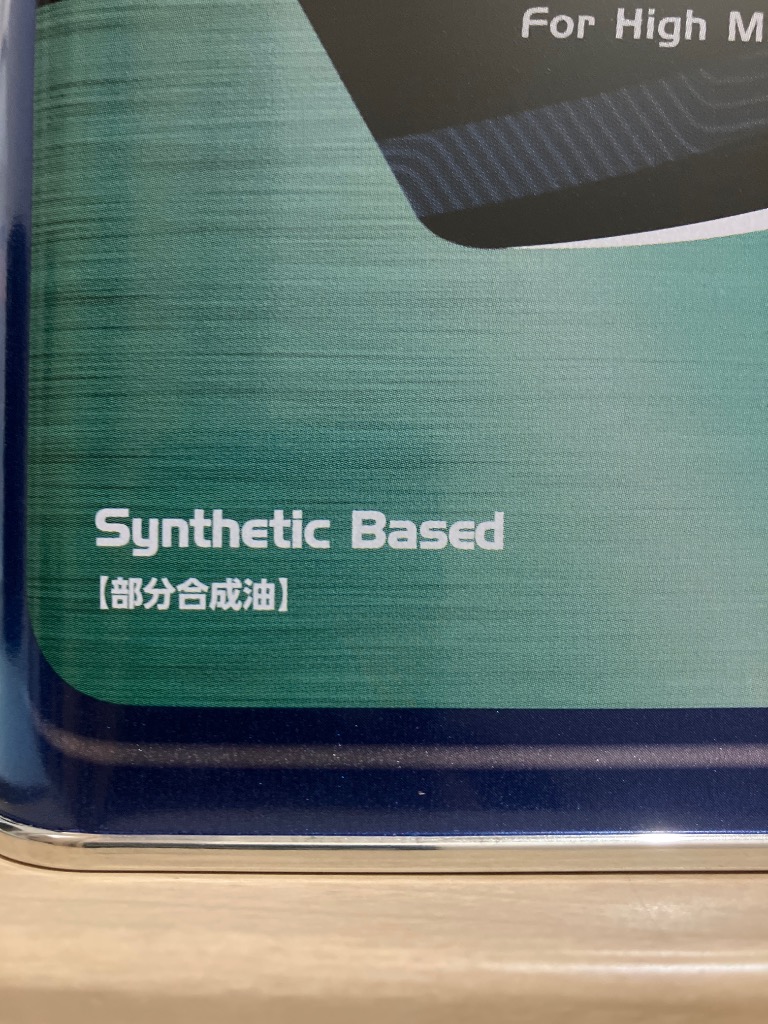 For High M
Synthetic Based
【部分合成油】